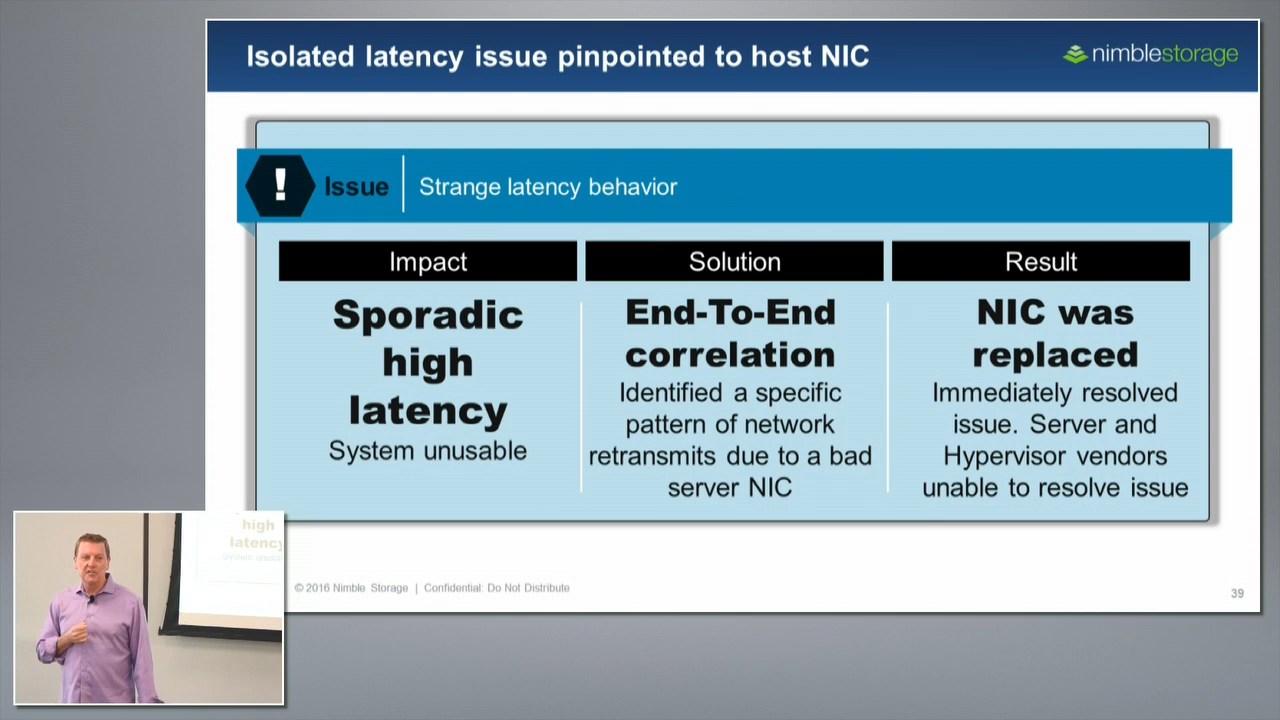 Isolated latency issue pinpointed to host NIC
nimblestorage
! Issue Strange latency behavior
Impact
Sporadic
high
latency
System unusable
Solution
End-To-End
correlation
Identified a specific
pattern of network
retransmits due to a bad
server NIC
Result
NIC was
replaced
Immediately resolved
issue. Server and
Hypervisor vendors
unable to resolve issue
high
latency
System unusa
© 2016 Nimble Storage | Confidential: Do Not Distribute
39